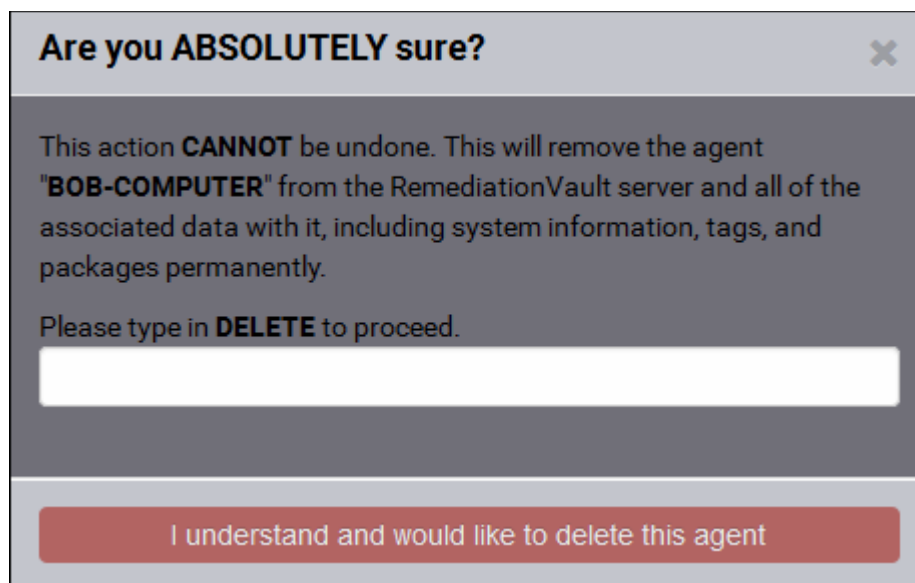 Are you ABSOLUTELY sure?
This action CANNOT be undone. This will remove the agent
"BOB-COMPUTER" from the RemediationVault server and all of the
associated data with it, including system information, tags, and
packages permanently.
Please type in DELETE to proceed.
I understand and would like to delete this agent